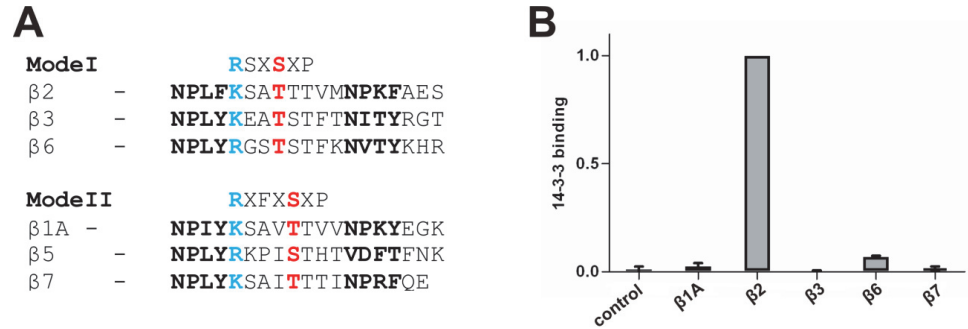 A
ModeI RSXSXP
β2 - NPLFKSATTTVMNPKFAES
β3 - NPLYKEATSTFTNITYRGT
β6 - NPLYRGSTSTFKNVTYKHR
ModeII RXFXSXP
β1A - NPIYKSAVTTVVNPKYEGK
β5 - NPLYRKPISTHTVDFTFNK
β7 - NPLYKSAITTTINPRFQE
B
14-3-3 binding
1.0
0.5
0.0
control β1A β2 β3 β6 β7